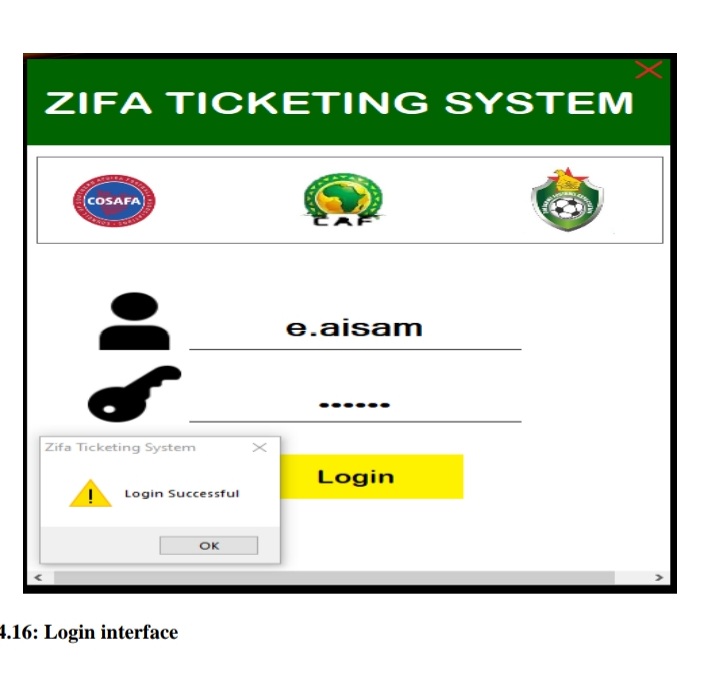 ZIFA TICKETING SYSTEM
COSAFA
CAF
e.aisam
••••••
Zifa Ticketing System
Login Successful
OK
Login
4.16: Login interface